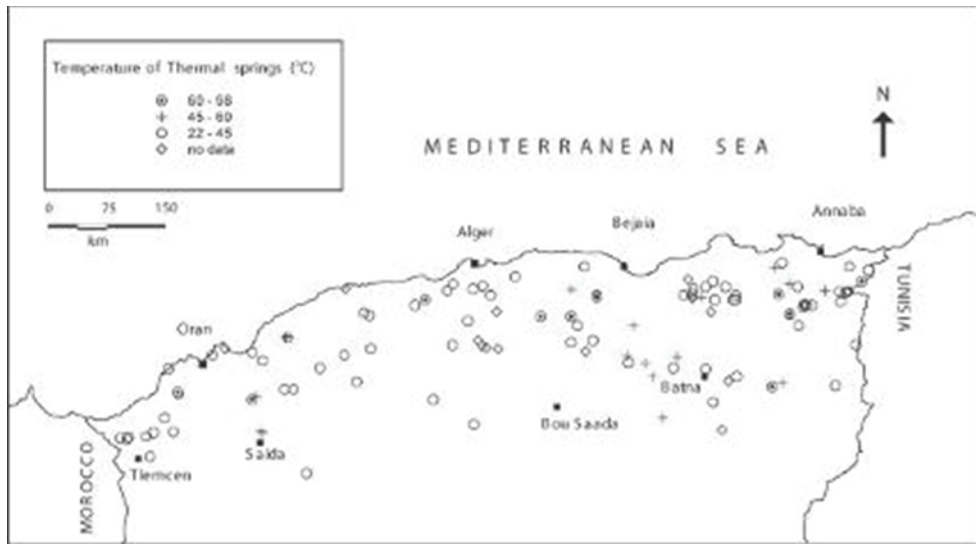 Temperature of Thermal springs (°C)
60 - 98
45 - 60
22 - 45
no data
0 75 150
km
N
MEDITERRANEAN SEA
Annaba
Bejaia
Alger
TUNISIA
Oran
Batna
Bou Saada
Saida
Tlemcen
MOROCCO